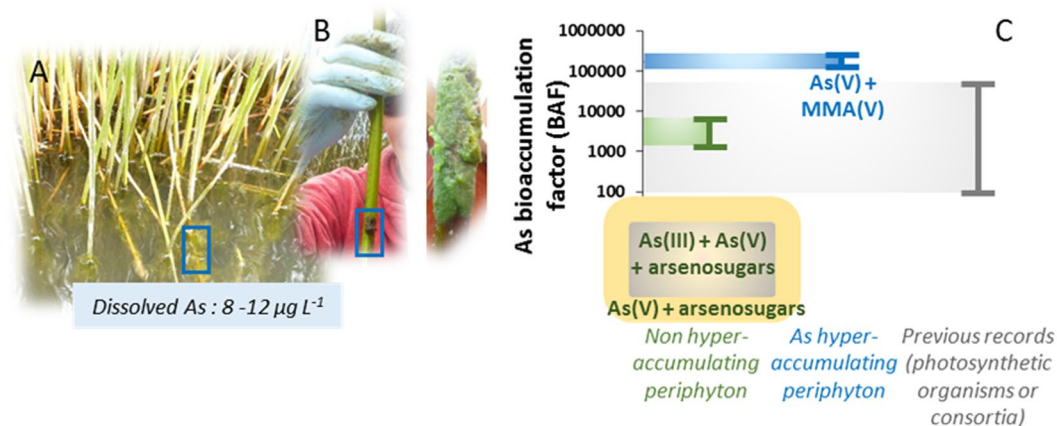 A
B
Dissolved As : 8 -12 µg L-1
C
As bioaccumulation
factor (BAF)
1000000
100000
10000
1000
100
As(V) +
MMA(V)
As(III) + As(V)
+ arsenosugars
As(V) + arsenosugars
Non hyper-
accumulating
periphyton
As hyper-
accumulating
periphyton
Previous records
(photosynthetic
organisms or
consortia)